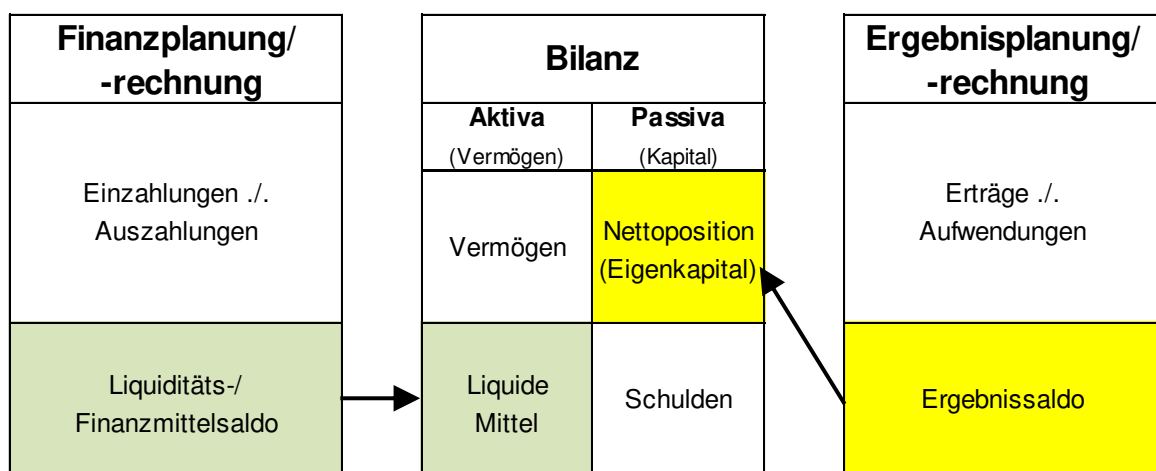 Finanzplanung/
-rechnung
Einzahlungen ./.
Auszahlungen
Liquiditäts-/
Finanzmittelsaldo
Bilanz
Aktiva
(Vermögen)
Passiva
(Kapital)
Vermögen
Nettoposition
(Eigenkapital)
Liquide
Mittel
Schulden
Ergebnisplanung/
-rechnung
Erträge ./.
Aufwendungen
Ergebnissaldo